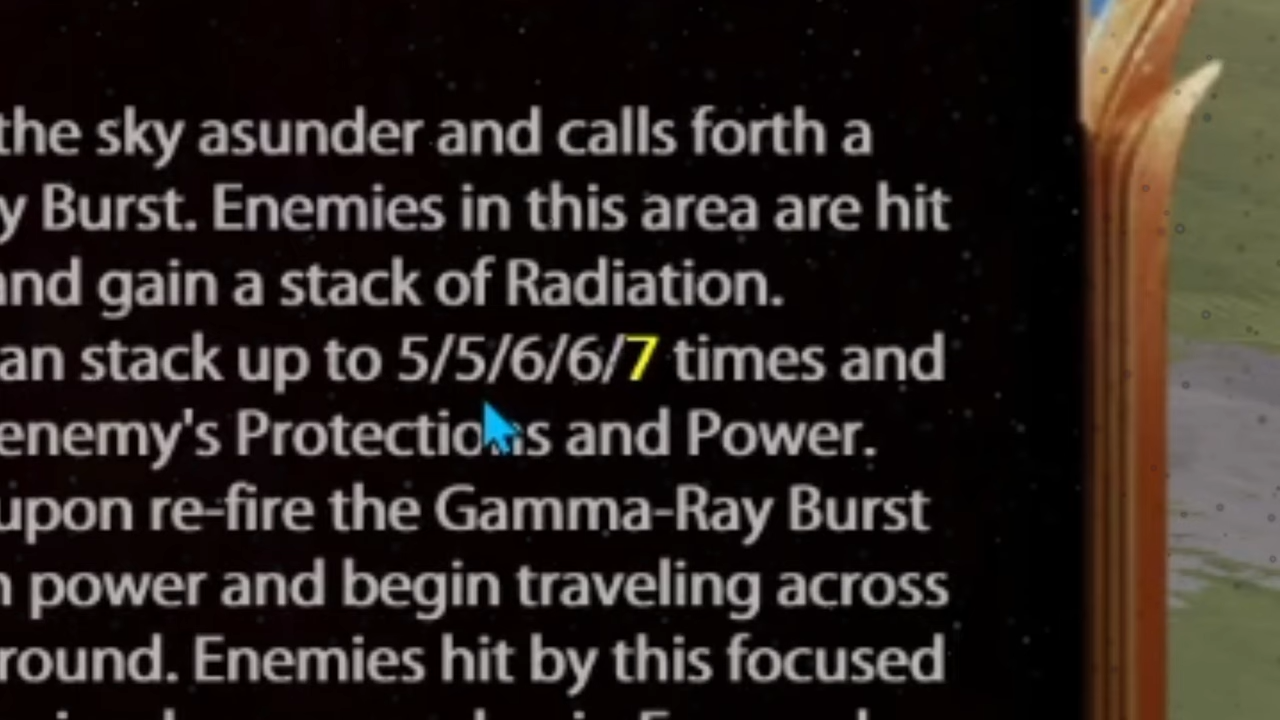 the sky asunder and calls forth a
y Burst. Enemies in this area are hit
and gain a stack of Radiation.
an stack up to 5/5/6/6/7 times and
enemy's Protections and Power.
upon re-fire the Gamma-Ray Burst
power and begin traveling across
round. Enemies hit by this focused